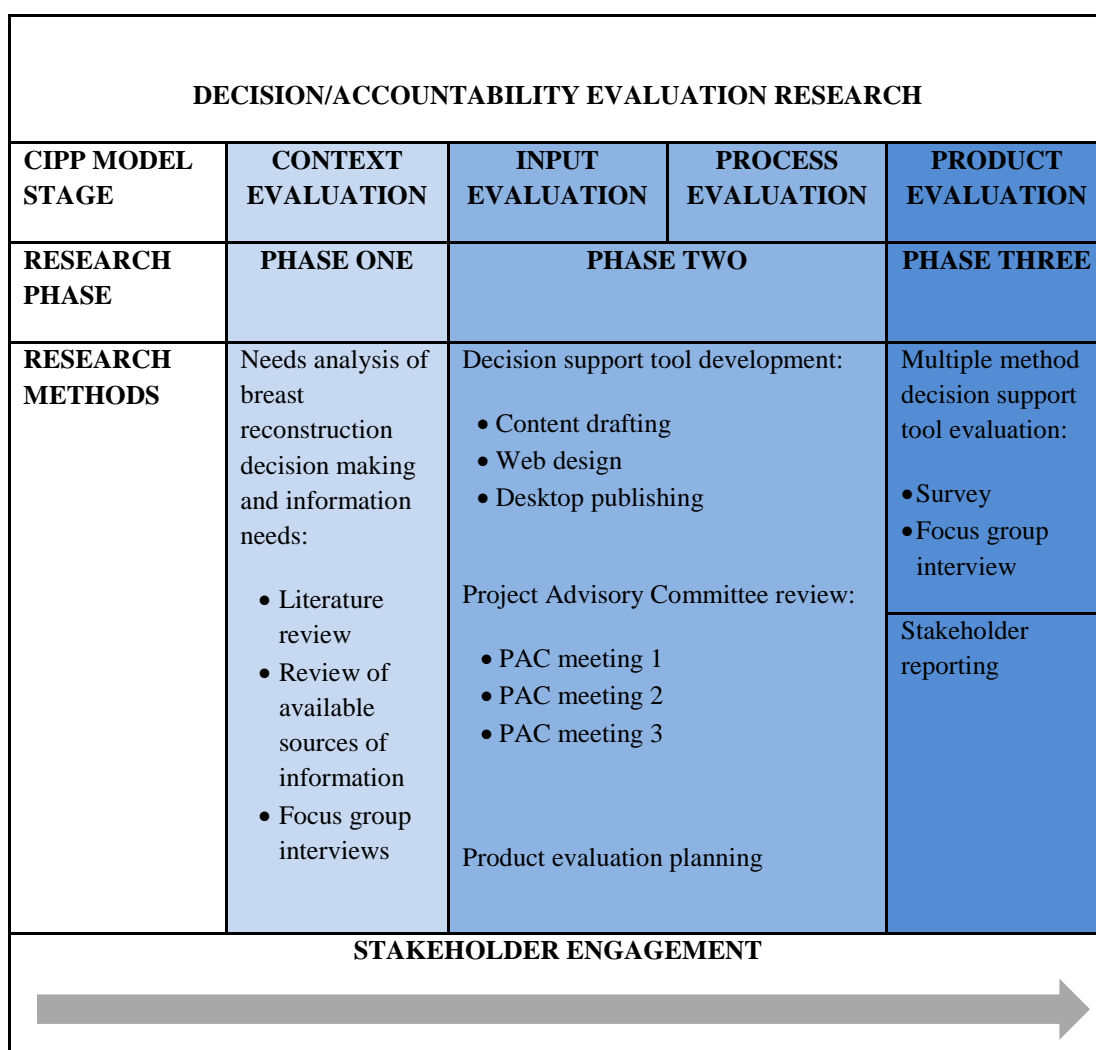 DECISION/ACCOUNTABILITY EVALUATION RESEARCH
CIPP MODEL
STAGE
CONTEXT
EVALUATION
INPUT
EVALUATION
PROCESS
EVALUATION
PRODUCT
EVALUATION
RESEARCH
PHASE
PHASE ONE
PHASE TWO
PHASE THREE
RESEARCH
METHODS
Needs analysis of
breast
reconstruction
decision making
and information
needs:
• Literature
review
• Review of
available
sources of
information
• Focus group
interviews
Decision support tool development:
• Content drafting
• Web design
• Desktop publishing
Project Advisory Committee review:
• PAC meeting 1
• PAC meeting 2
• PAC meeting 3
Product evaluation planning
Multiple method
decision support
tool evaluation:
• Survey
• Focus group
interview
Stakeholder
reporting
STAKEHOLDER ENGAGEMENT